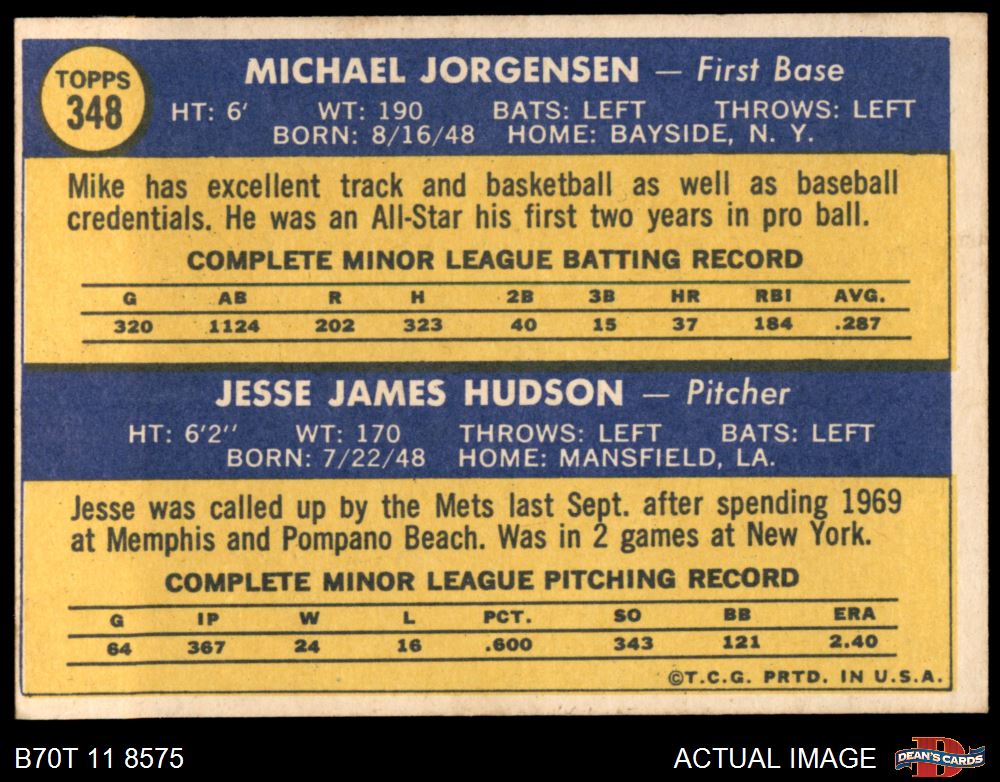 TOPPS
348
MICHAEL JORGENSEN — First Base
HT: 6' WT: 190 BATS: LEFT THROWS: LEFT
BORN: 8/16/48 HOME: BAYSIDE, N. Y.
Mike has excellent track and basketball as well as baseball
credentials. He was an All-Star his first two years in pro ball.
COMPLETE MINOR LEAGUE BATTING RECORD
G AB R H 2B 3B HR RBI AVG.
320 1124 202 323 40 15 37 184 .287
JESSE JAMES HUDSON — Pitcher
HT: 6'2'' WT: 170 THROWS: LEFT BATS: LEFT
BORN: 7/22/48 HOME: MANSFIELD, LA.
Jesse was called up by the Mets last Sept. after spending 1969
at Memphis and Pompano Beach. Was in 2 games at New York.
COMPLETE MINOR LEAGUE PITCHING RECORD
G IP W L PCT. SO BB ERA
64 367 24 16 .600 343 121 2.40
©T.C.G. PRTD. IN U.S.A.
B70T 11 8575
ACTUAL IMAGE
D
DEAN'S CARDS